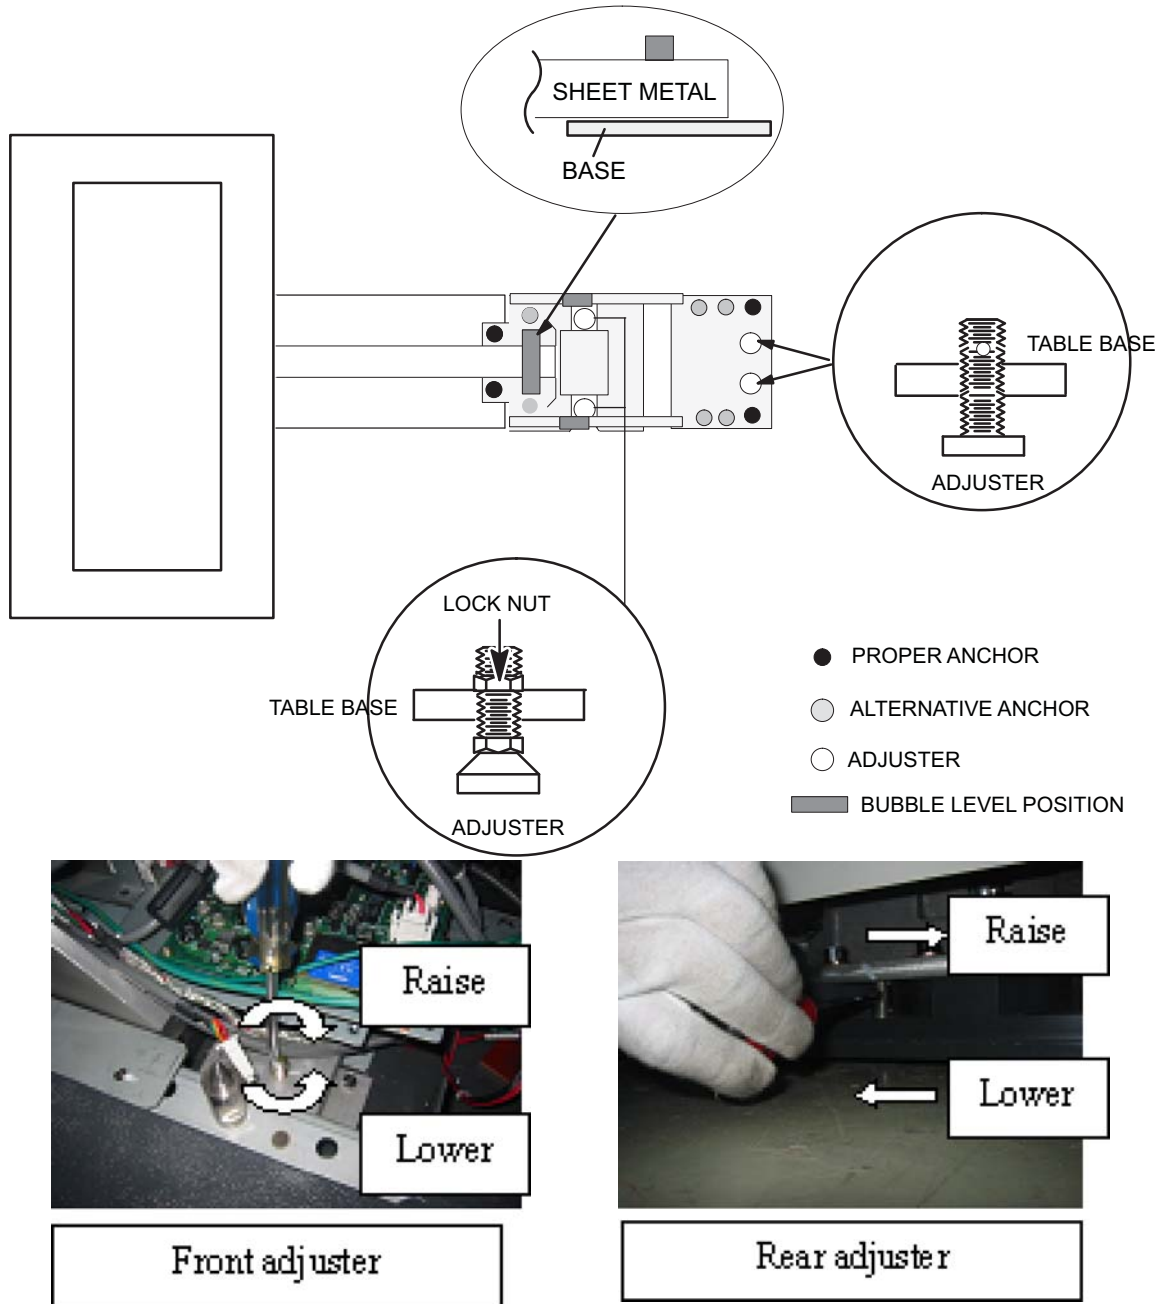 SHEET METAL
BASE
TABLE BASE
ADJUSTER
LOCK NUT
TABLE BASE
ADJUSTER
PROPER ANCHOR
ALTERNATIVE ANCHOR
ADJUSTER
BUBBLE LEVEL POSITION
Raise
Lower
Front adjuster
Raise
Lower
Rear adjuster